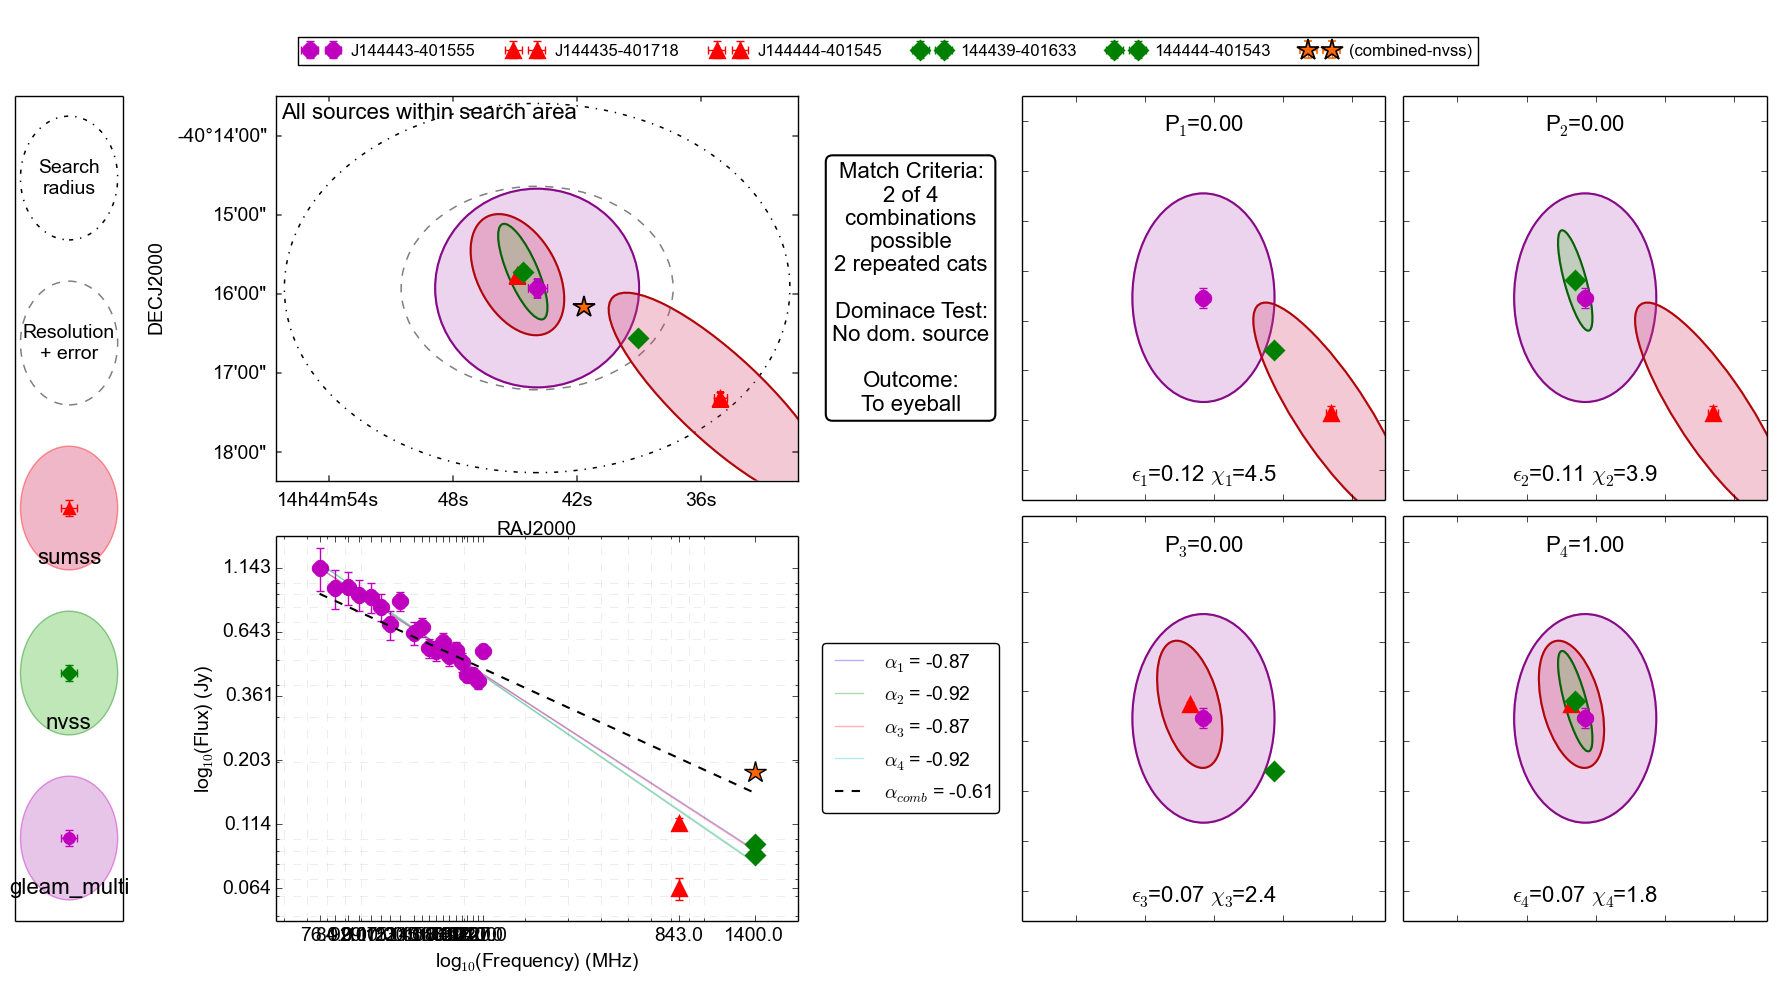 J144443-401555 J144435-401718 J144444-401545 144439-401633 144444-401543 (combined-nvss)
Search
radius
Resolution
+ error
sumss
nvss
gleam_multi
All sources within search area
DECJ2000
-40°14'00"
15'00"
16'00"
17'00"
18'00"
14h44m54s 48s 42s 36s
RAJ2000
Match Criteria:
2 of 4
combinations
possible
2 repeated cats
Dominace Test:
No dom. source
Outcome:
To eyeball
P1=0.00
ϵ1=0.12 χ1=4.5
P2=0.00
ϵ2=0.11 χ2=3.9
log10(Flux) (Jy)
1.143
0.643
0.361
0.203
0.114
0.064
843.0 1400.0
log10(Frequency) (MHz)
α1 = -0.87
α2 = -0.92
α3 = -0.87
α4 = -0.92
αcomb = -0.61
P3=0.00
ϵ3=0.07 χ3=2.4
P4=1.00
ϵ4=0.07 χ4=1.8